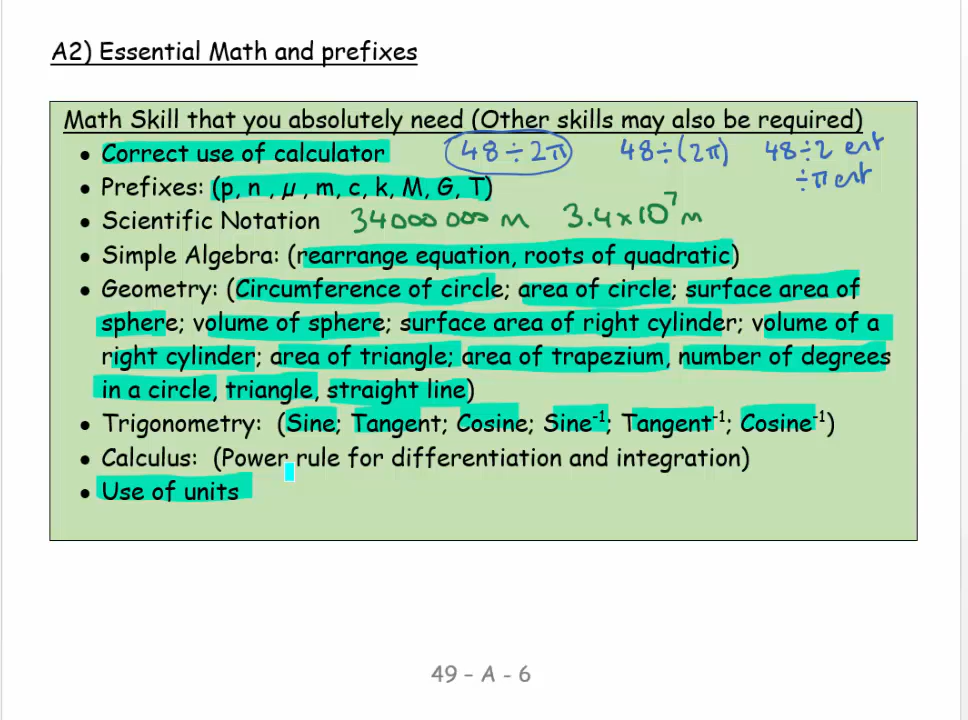 A2) Essential Math and prefixes
Math Skill that you absolutely need (Other skills may also be required)
• Correct use of calculator 48÷2π 48÷(2π) 48÷2 ent
÷π ent
• Prefixes: (p, n , µ , m, c, k, M, G, T)
• Scientific Notation 34000 000 m 3.4x10⁷ m
• Simple Algebra: (rearrange equation, roots of quadratic)
• Geometry: (Circumference of circle; area of circle; surface area of
sphere; volume of sphere; surface area of right cylinder; volume of a
right cylinder; area of triangle; area of trapezium, number of degrees
in a circle, triangle, straight line)
• Trigonometry: (Sine; Tangent; Cosine; Sine⁻¹; Tangent⁻¹; Cosine⁻¹)
• Calculus: (Power rule for differentiation and integration)
• Use of units
49 - A - 6